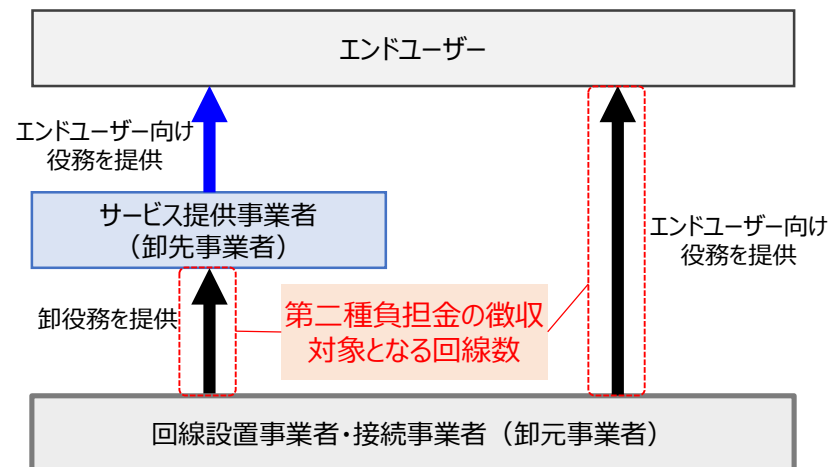 エンドユーザー
エンドユーザー向け
役務を提供
サービス提供事業者
（卸先事業者）
エンドユーザー向け
役務を提供
卸役務を提供
第二種負担金の徴収
対象となる回線数
回線設置事業者・接続事業者（卸元事業者）